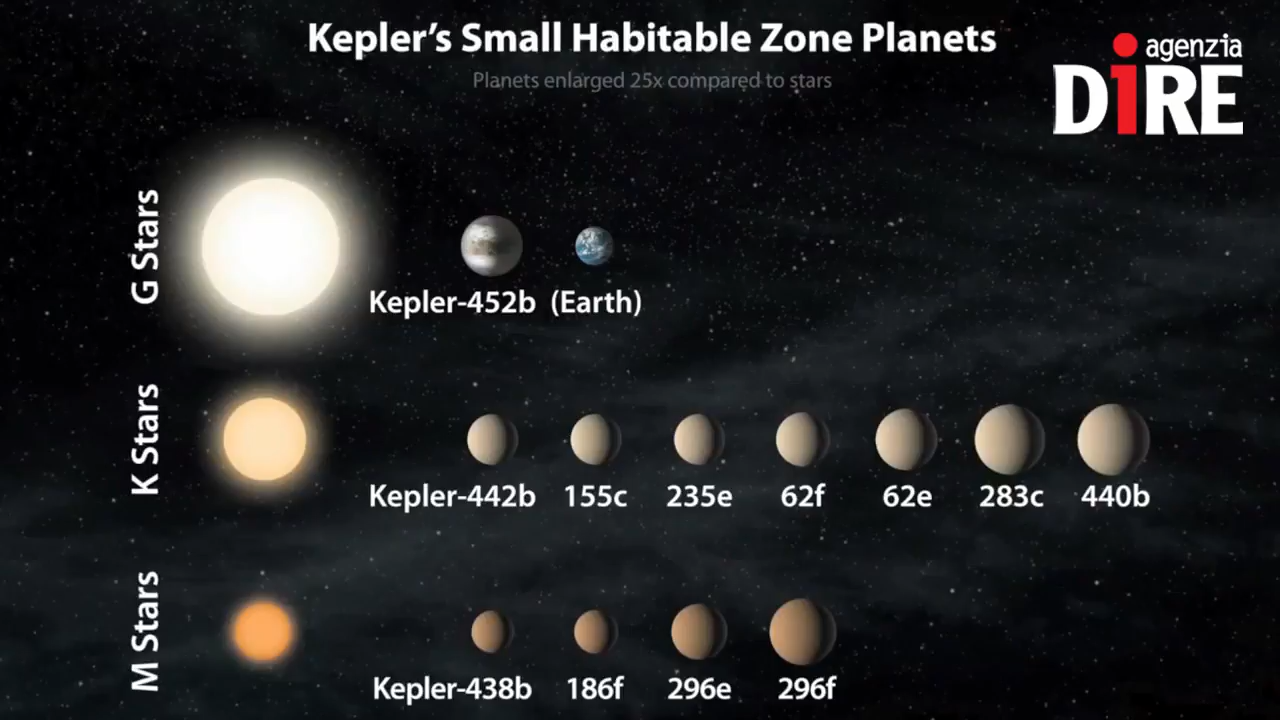 Kepler's Small Habitable Zone Planets
Planets enlarged 25x compared to stars
agenzia
DiRE
G Stars
Kepler-452b (Earth)
K Stars
Kepler-442b 155c 235e 62f 62e 283c 440b
M Stars
Kepler-438b 186f 296e 296f